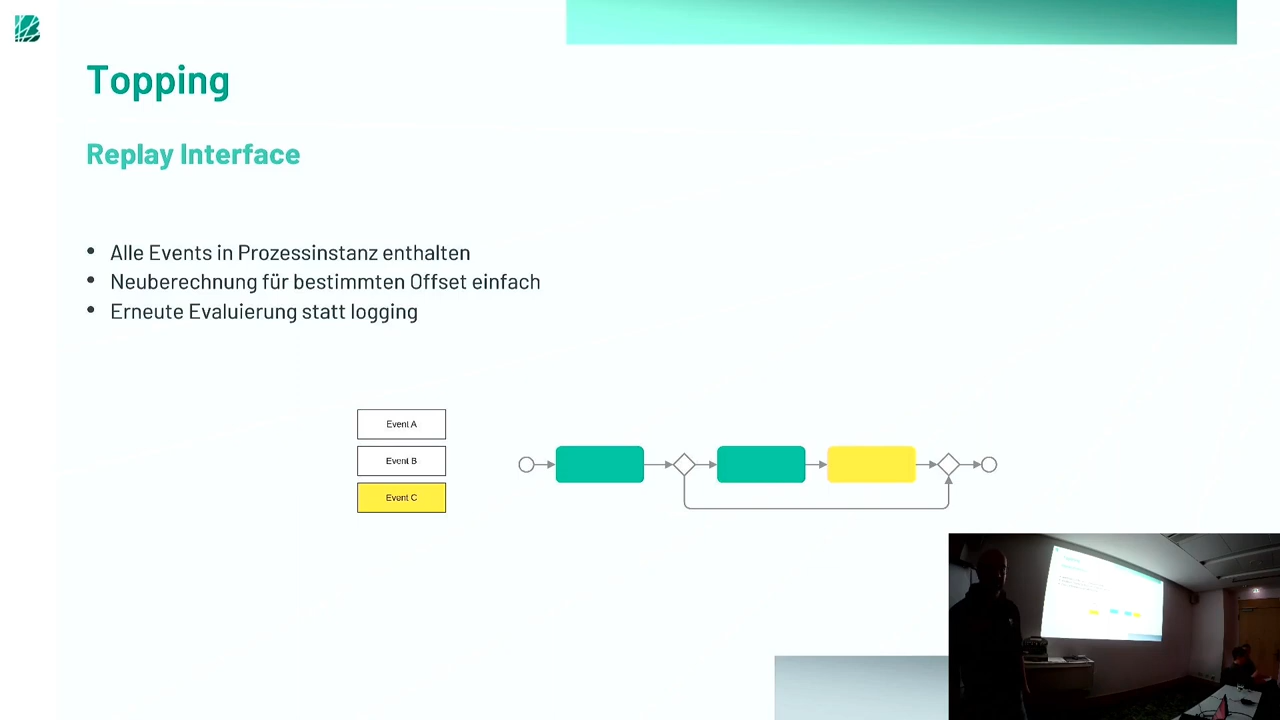 Topping
Replay Interface
• Alle Events in Prozessinstanz enthalten
• Neuberechnung für bestimmten Offset einfach
• Erneute Evaluierung statt logging
Event A
Event B
Event C